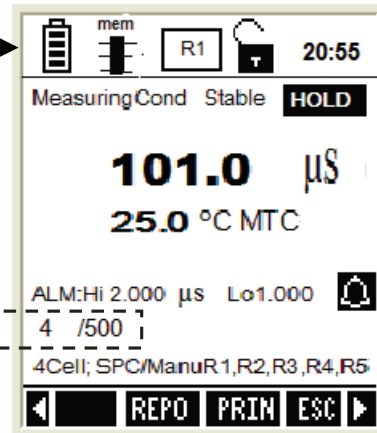 mem
R1 20:55
MeasuringCond Stable HOLD
101.0 µS
25.0 °C MTC
ALM:Hi 2.000 µs Lo1.000
4 /500
4Cell; SPC/ManuR1,R2,R3,R4,R5
REPO PRIN ESC